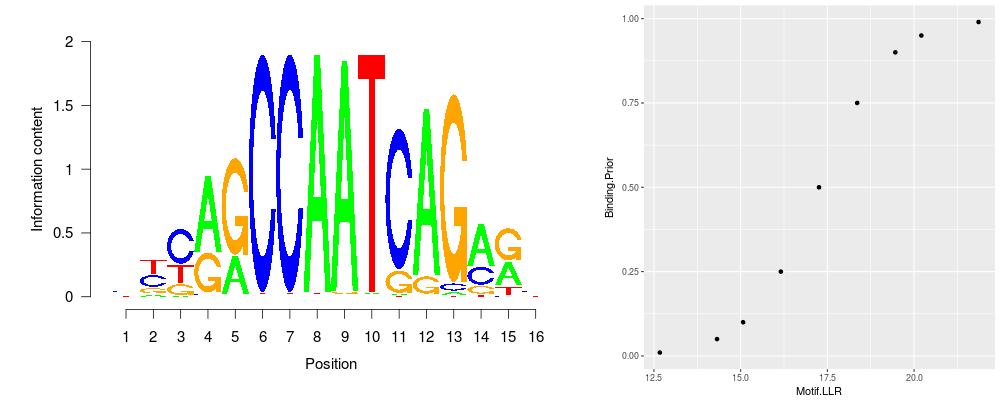 2
1.5
1
0.5
0
Information content
1 2 3 4 5 6 7 8 9 10 11 12 13 14 15 16
Position
T C C T G A G G A C C A A T C G A G G A C G A T
1.00
0.75
0.50
0.25
0.00
Binding.Prior
12.5 15.0 17.5 20.0
Motif.LLR